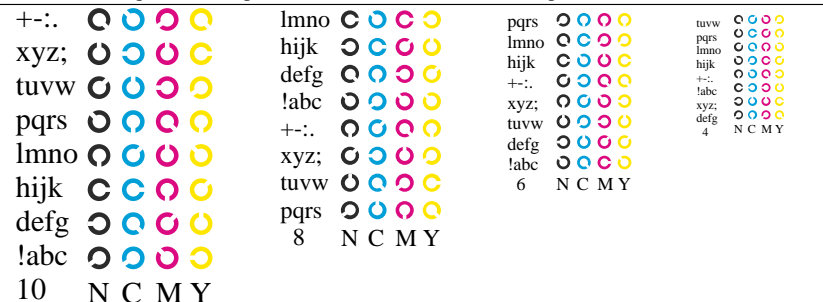 +-:.
xyz;
tuvw
pqrs
lmno
hijk
defg
!abc
10 N C M Y
lmno
hijk
defg
!abc
+-:.
xyz;
tuvw
pqrs
8 N C M Y
pqrs
lmno
hijk
+-:.
xyz;
tuvw
defg
!abc
6 N C M Y
tuvw
pqrs
lmno
hijk
+-:.
!abc
xyz;
defg
4 N C M Y